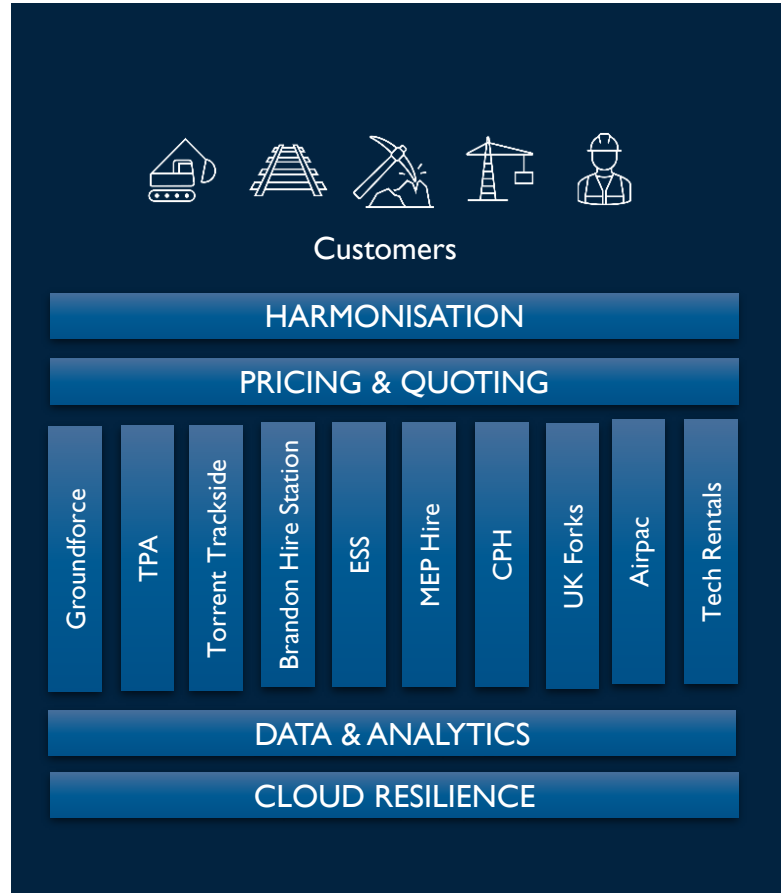 Customers
HARMONISATION
PRICING & QUOTING
Groundforce
TPA
Torrent Trackside
Brandon Hire Station
ESS
MEP Hire
CPH
UK Forks
Airpac
Tech Rentals
DATA & ANALYTICS
CLOUD RESILIENCE